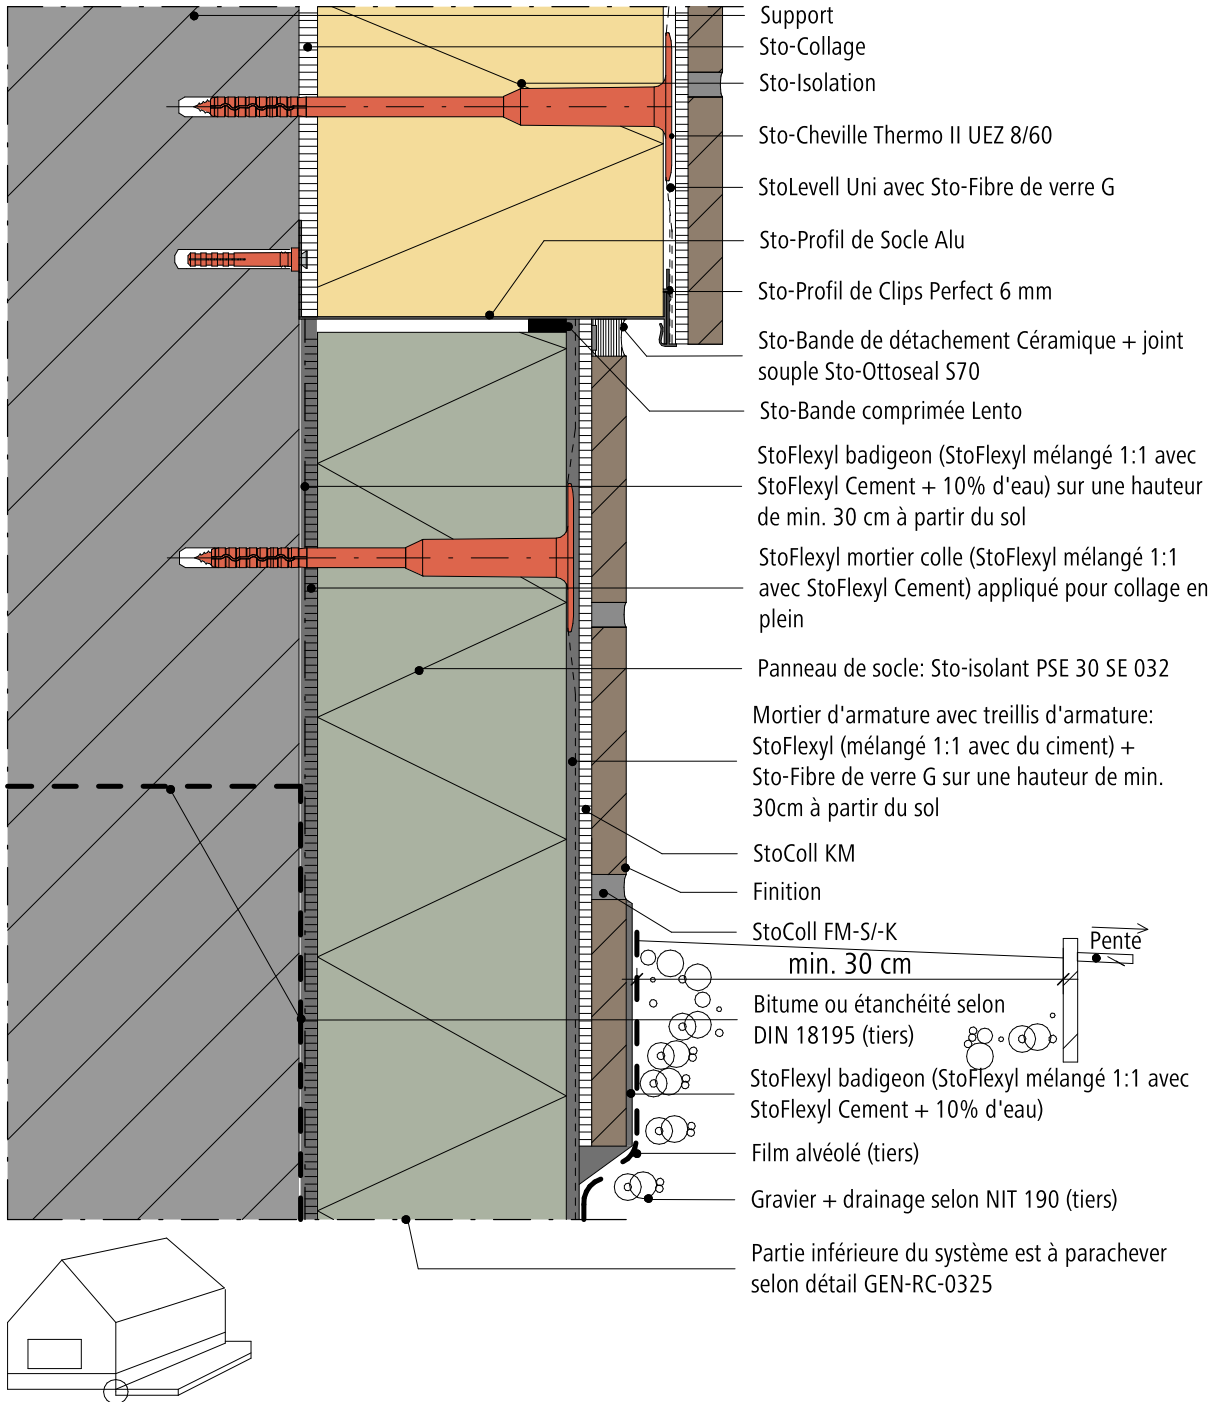 Support
Sto-Collage
Sto-Isolation
Sto-Cheville Thermo II UEZ 8/60
StoLevell Uni avec Sto-Fibre de verre G
Sto-Profil de Socle Alu
Sto-Profil de Clips Perfect 6 mm
Sto-Bande de détachement Céramique + joint
souple Sto-Ottoseal S70
Sto-Bande comprimée Lento
StoFlexyl badigeon (StoFlexyl mélangé 1:1 avec
StoFlexyl Cement + 10% d'eau) sur une hauteur
de min. 30 cm à partir du sol
StoFlexyl mortier colle (StoFlexyl mélangé 1:1
avec StoFlexyl Cement) appliqué pour collage en
plein
Panneau de socle: Sto-isolant PSE 30 SE 032
Mortier d'armature avec treillis d'armature:
StoFlexyl (mélangé 1:1 avec du ciment) +
Sto-Fibre de verre G sur une hauteur de min.
30cm à partir du sol
StoColl KM
Finition
StoColl FM-S/-K
Pente
min. 30 cm
Bitume ou étanchéité selon
DIN 18195 (tiers)
StoFlexyl badigeon (StoFlexyl mélangé 1:1 avec
StoFlexyl Cement + 10% d'eau)
Film alvéolé (tiers)
Gravier + drainage selon NIT 190 (tiers)
Partie inférieure du système est à parachever
selon détail GEN-RC-0325